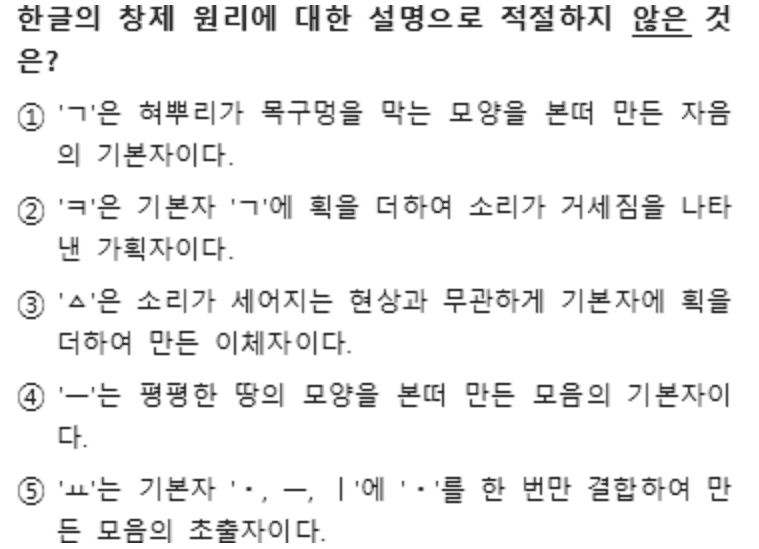 한글의 창제 원리에 대한 설명으로 적절하지 않은 것
은?
① 'ㄱ'은 혀뿌리가 목구멍을 막는 모양을 본떠 만든 자음
의 기본자이다.
② 'ㅋ'은 기본자 'ㄱ'에 획을 더하여 소리가 거세짐을 나타
낸 가획자이다.
③ 'ㅿ'은 소리가 세어지는 현상과 무관하게 기본자에 획을
더하여 만든 이체자이다.
④ 'ㅡ'는 평평한 땅의 모양을 본떠 만든 모음의 기본자이
다.
⑤ 'ㅛ'는 기본자 'ㆍ, ㅡ, ㅣ'에 'ㆍ'를 한 번만 결합하여 만
든 모음의 초출자이다.